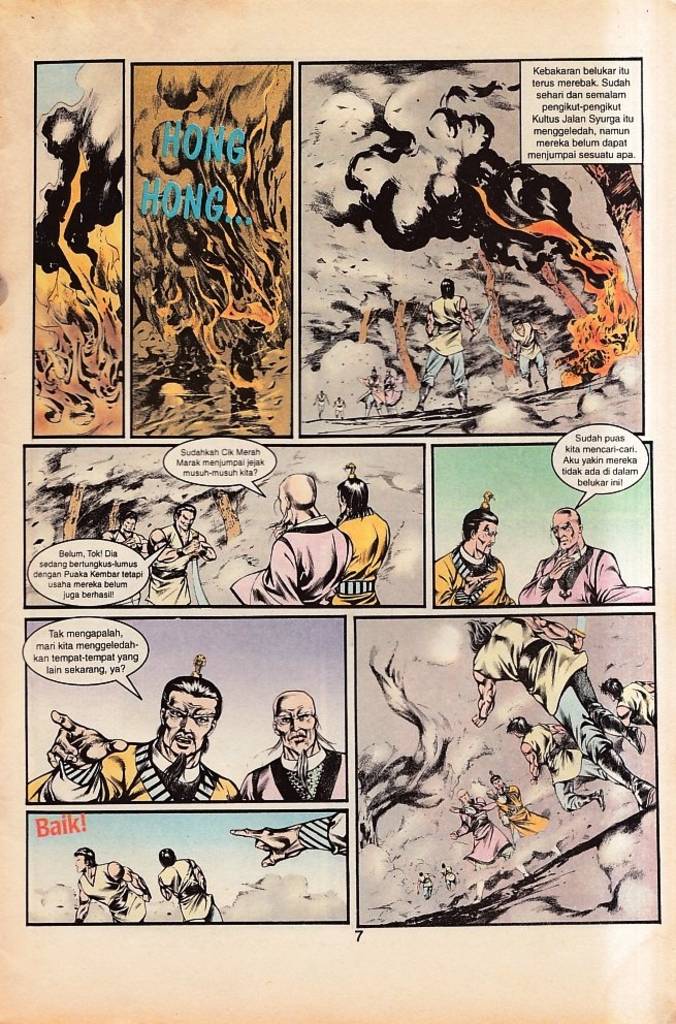 HONG
HONG...
Kebakaran belukar itu
terus merebak. Sudah
sehari dan semalam
pengikut-pengikut
Kultus Jalan Syurga itu
menggeledah, namun
mereka belum dapat
menjumpai sesuatu apa.
Sudahkah Cik Merah
Marak menjumpai jejak
musuh-musuh kita?
Belum, Tok! Dia
sedang bertungkus-lumus
dengan Puaka Kembar tetapi
usaha mereka belum
juga berhasil!
Sudah puas
kita mencari-cari.
Aku yakin mereka
tidak ada di dalam
belukar ini!
Tak mengapalah,
mari kita menggeledah-
kan tempat-tempat yang
lain sekarang, ya?
Baik!
7